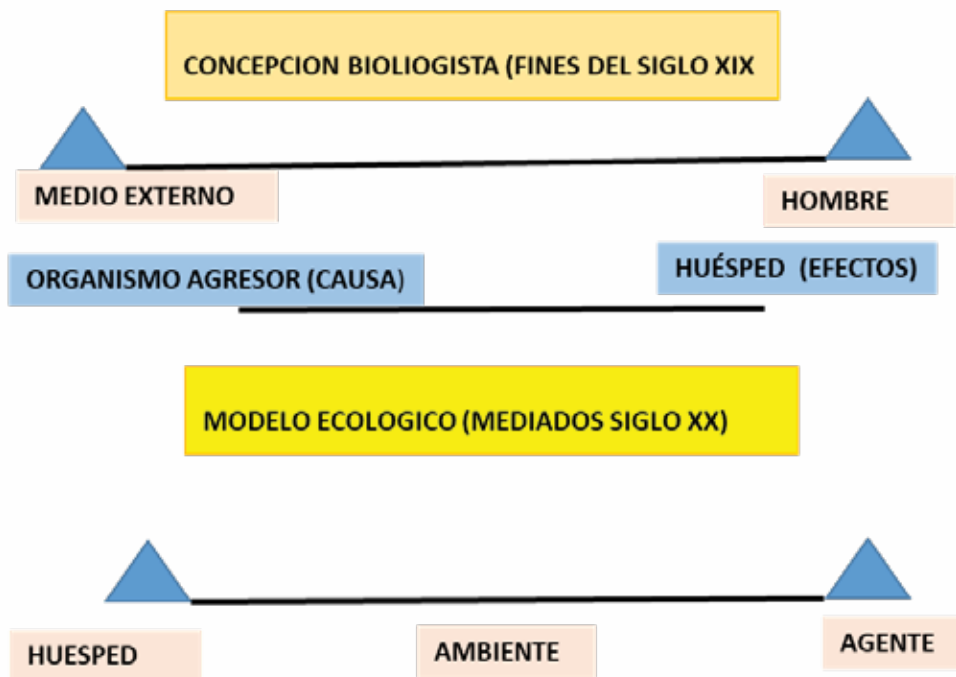 CONCEPCION BIOLIOGISTA (FINES DEL SIGLO XIX
MEDIO EXTERNO
HOMBRE
ORGANISMO AGRESOR (CAUSA)
HUÉSPED (EFECTOS)
MODELO ECOLOGICO (MEDIADOS SIGLO XX)
HUESPED
AMBIENTE
AGENTE